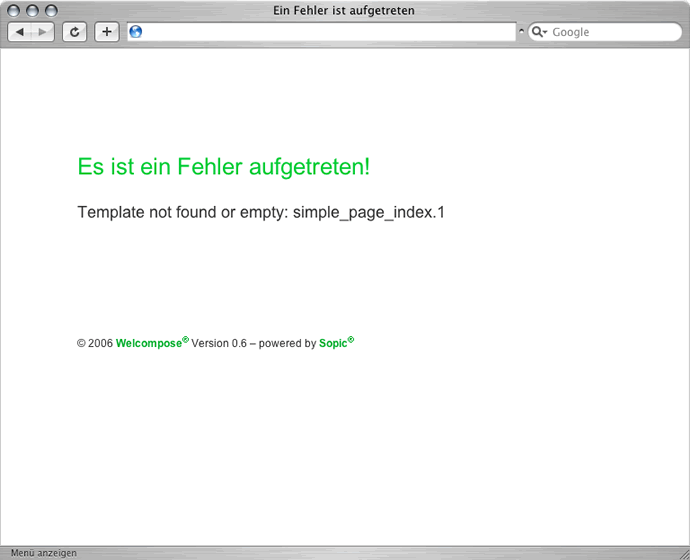 Ein Fehler ist aufgetreten
Google
Es ist ein Fehler aufgetreten!
Template not found or empty: simple_page_index.1
© 2006 Welcompose® Version 0.6 – powered by Sopic®
Menü anzeigen